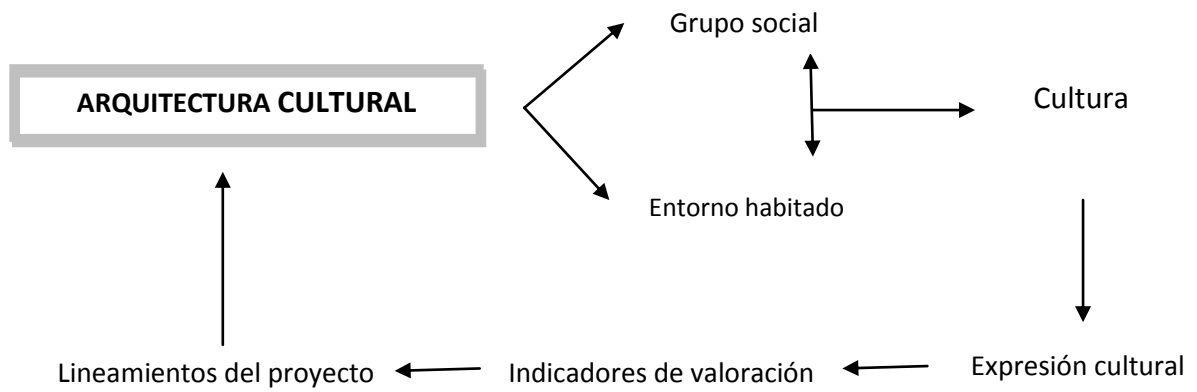 Grupo social
ARQUITECTURA CULTURAL
Cultura
Entorno habitado
Lineamientos del proyecto
Indicadores de valoración
Expresión cultural